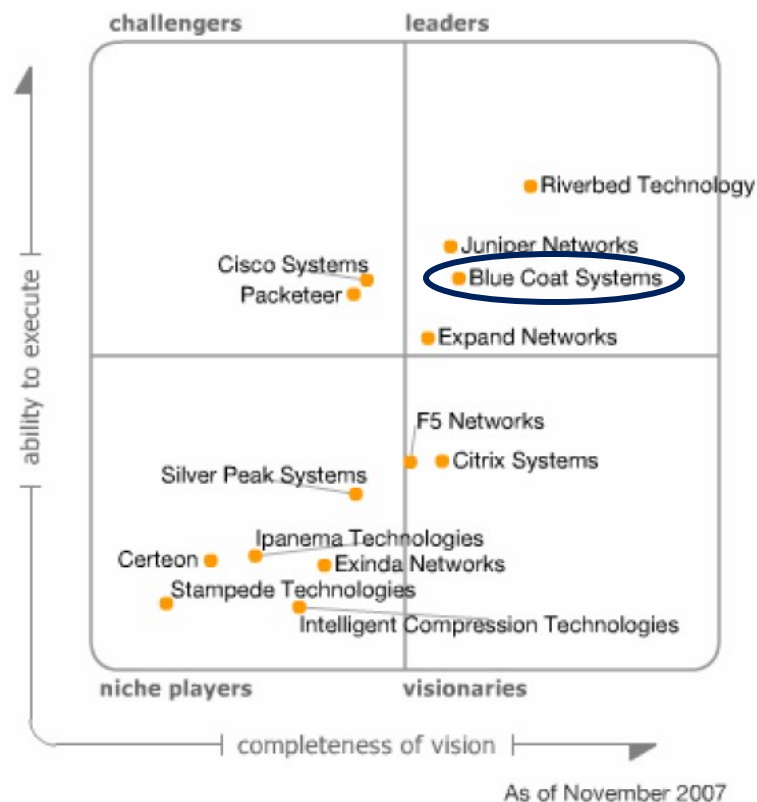 challengers
leaders
Riverbed Technology
Juniper Networks
Cisco Systems
Blue Coat Systems
Packeteer
Expand Networks
ability to execute
F5 Networks
Citrix Systems
Silver Peak Systems
Ipanema Technologies
Certeon
Exinda Networks
Stampede Technologies
Intelligent Compression Technologies
niche players
visionaries
completeness of vision
As of November 2007